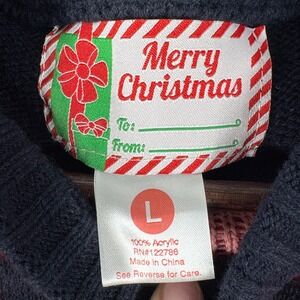 Merry
Christmas
To:
From:
L
100% Acrylic
RN#122786
Made in China
See Reverse for Care.